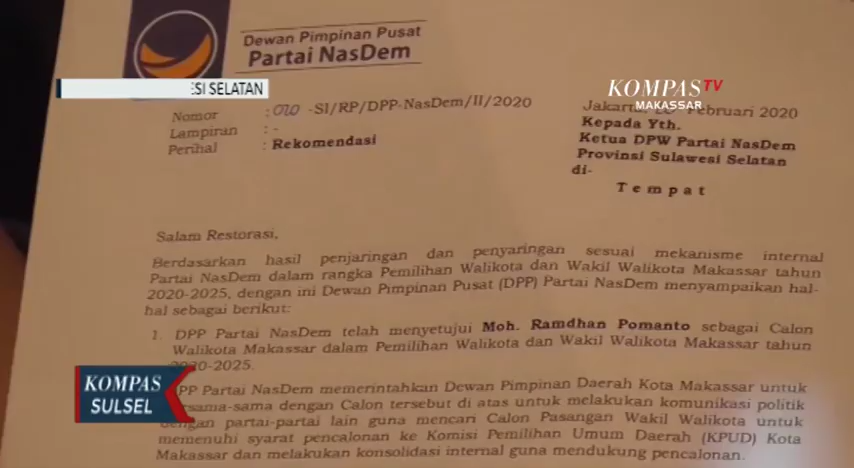 Dewan Pimpinan Pusat
Partai NasDem
SI SELATAN
KOMPAS TV
MAKASSAR
Nomor : 020 -SI/RP/DPP-NasDem/II/2020
Lampiran : -
Perihal : Rekomendasi
Jakarta, Februari 2020
Kepada Yth.
Ketua DPW Partai NasDem
Provinsi Sulawesi Selatan
di-
Tempat
Salam Restorasi,
Berdasarkan hasil penjaringan dan penyaringan sesuai mekanisme internal
Partai NasDem dalam rangka Pemilihan Walikota dan Wakil Walikota Makassar tahun
2020-2025, dengan ini Dewan Pimpinan Pusat (DPP) Partai NasDem menyampaikan hal-
hal sebagai berikut:
1. DPP Partai NasDem telah menyetujui Moh. Ramdhan Pomanto sebagai Calon
Walikota Makassar dalam Pemilihan Walikota dan Wakil Walikota Makassar tahun
2020-2025.
PP Partai NasDem memerintahkan Dewan Pimpinan Daerah Kota Makassar untuk
rsama-sama dengan Calon tersebut di atas untuk melakukan komunikasi politik
dengan partai-partai lain guna mencari Calon Pasangan Wakil Walikota untuk
memenuhi syarat pencalonan ke Komisi Pemilihan Umum Daerah (KPUD) Kota
Makassar dan melakukan konsolidasi internal guna mendukung pencalonan.
KOMPAS
SULSEL